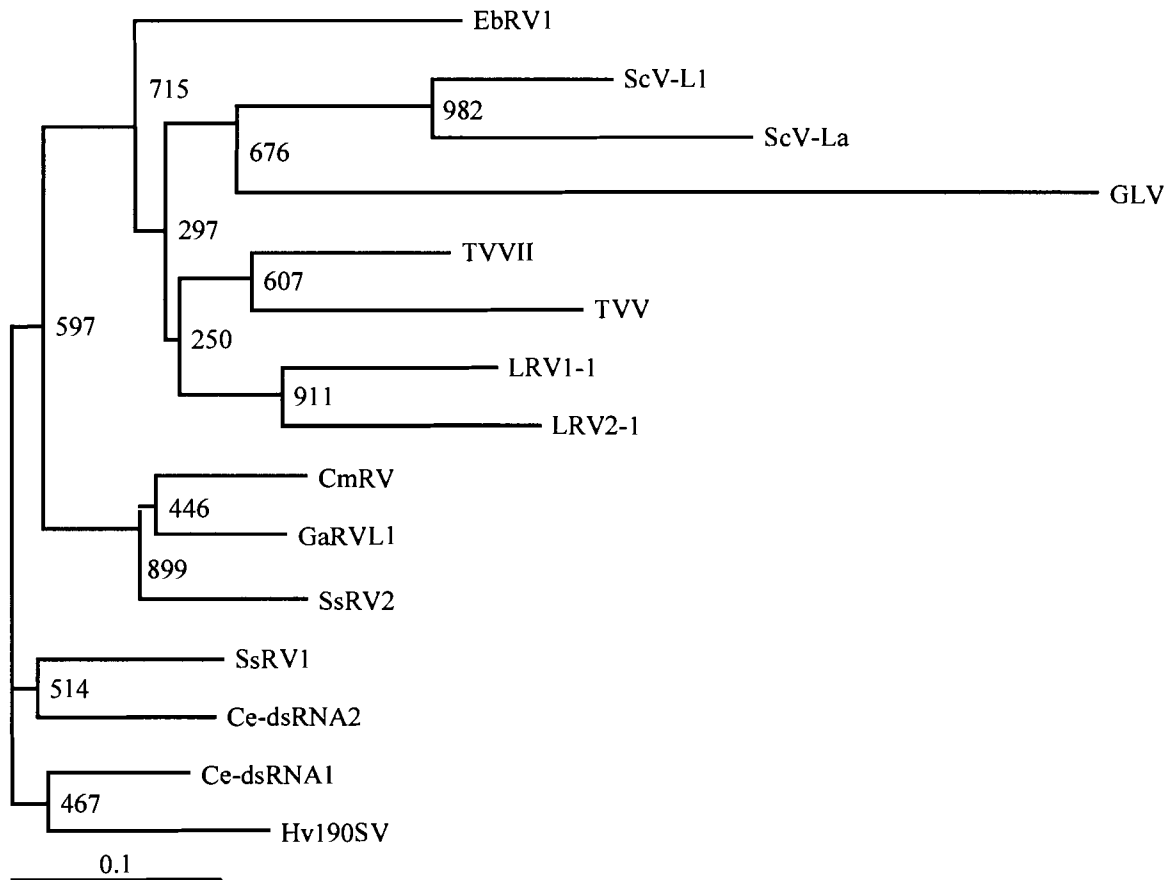 EbRV1
ScV-L1
715
982
ScV-La
676
GLV
297
TVVII
607
TVV
597
250
LRV1-1
911
LRV2-1
CmRV
446
GaRVL1
899
SsRV2
SsRV1
514
Ce-dsRNA2
Ce-dsRNA1
467
Hv190SV
0.1